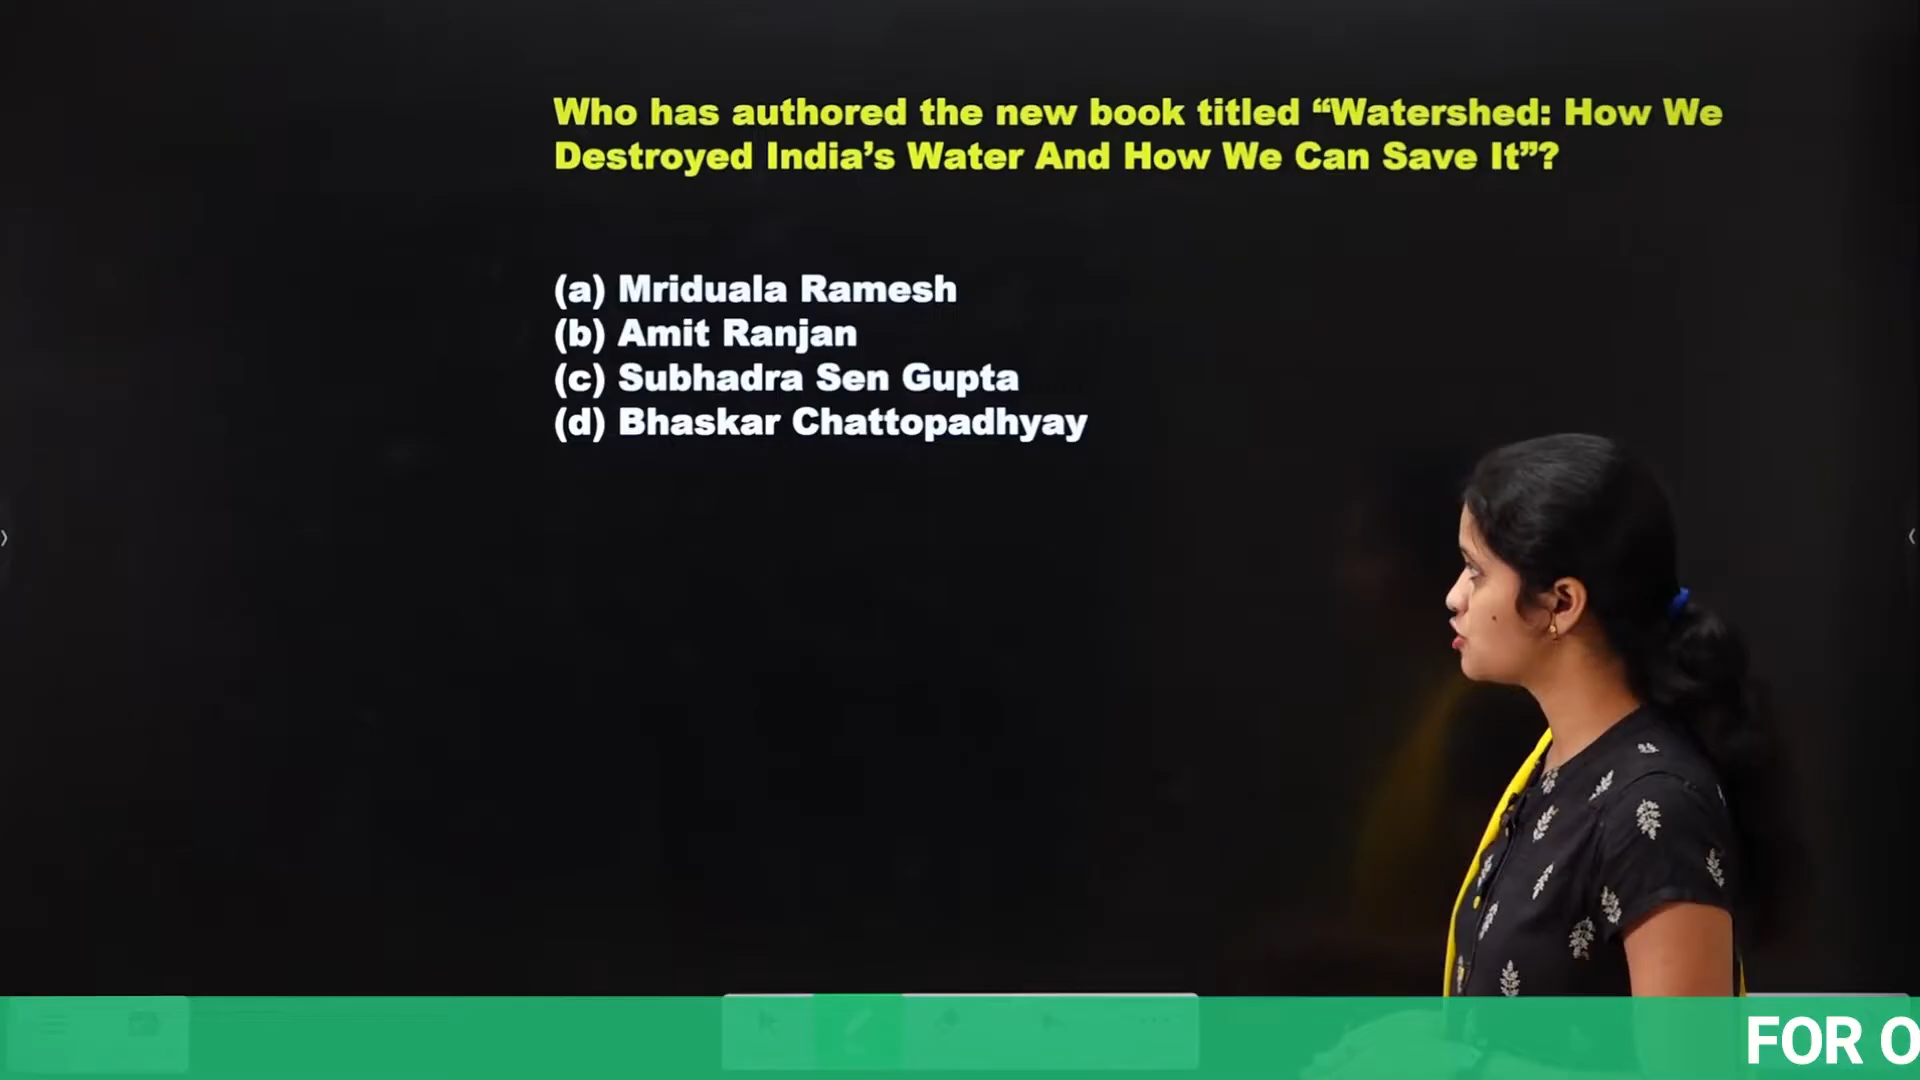 Who has authored the new book titled “Watershed: How We
Destroyed India’s Water And How We Can Save It”?
(a) Mriduala Ramesh
(b) Amit Ranjan
(c) Subhadra Sen Gupta
(d) Bhaskar Chattopadhyay
FOR O